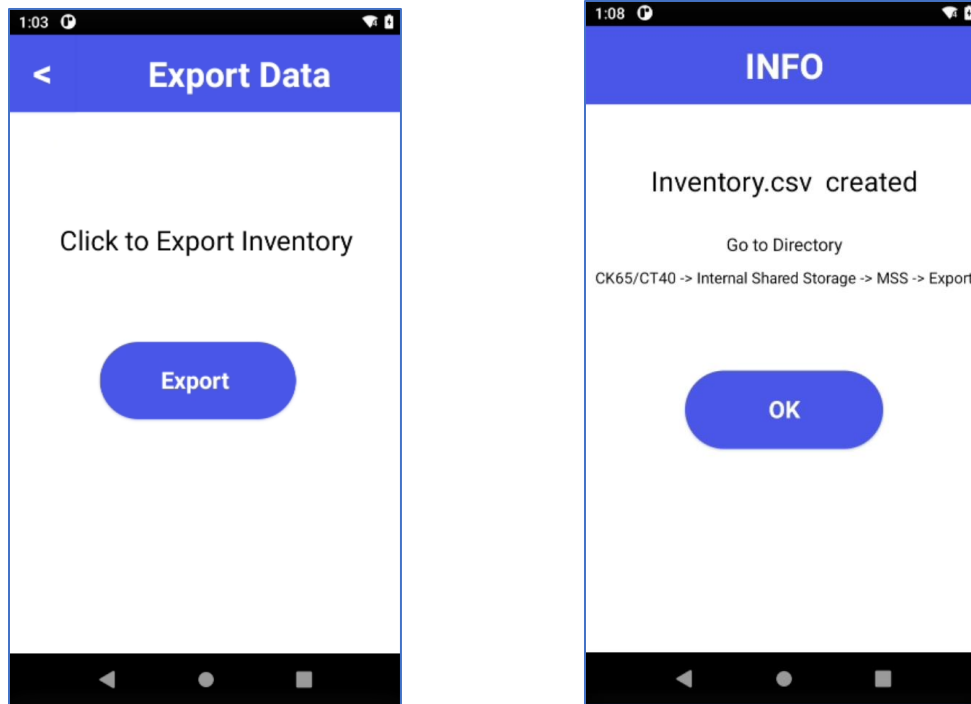 1:03
< Export Data
Click to Export Inventory
Export
1:08
INFO
Inventory.csv created
Go to Directory
CK65/CT40 -> Internal Shared Storage -> MSS -> Export
OK